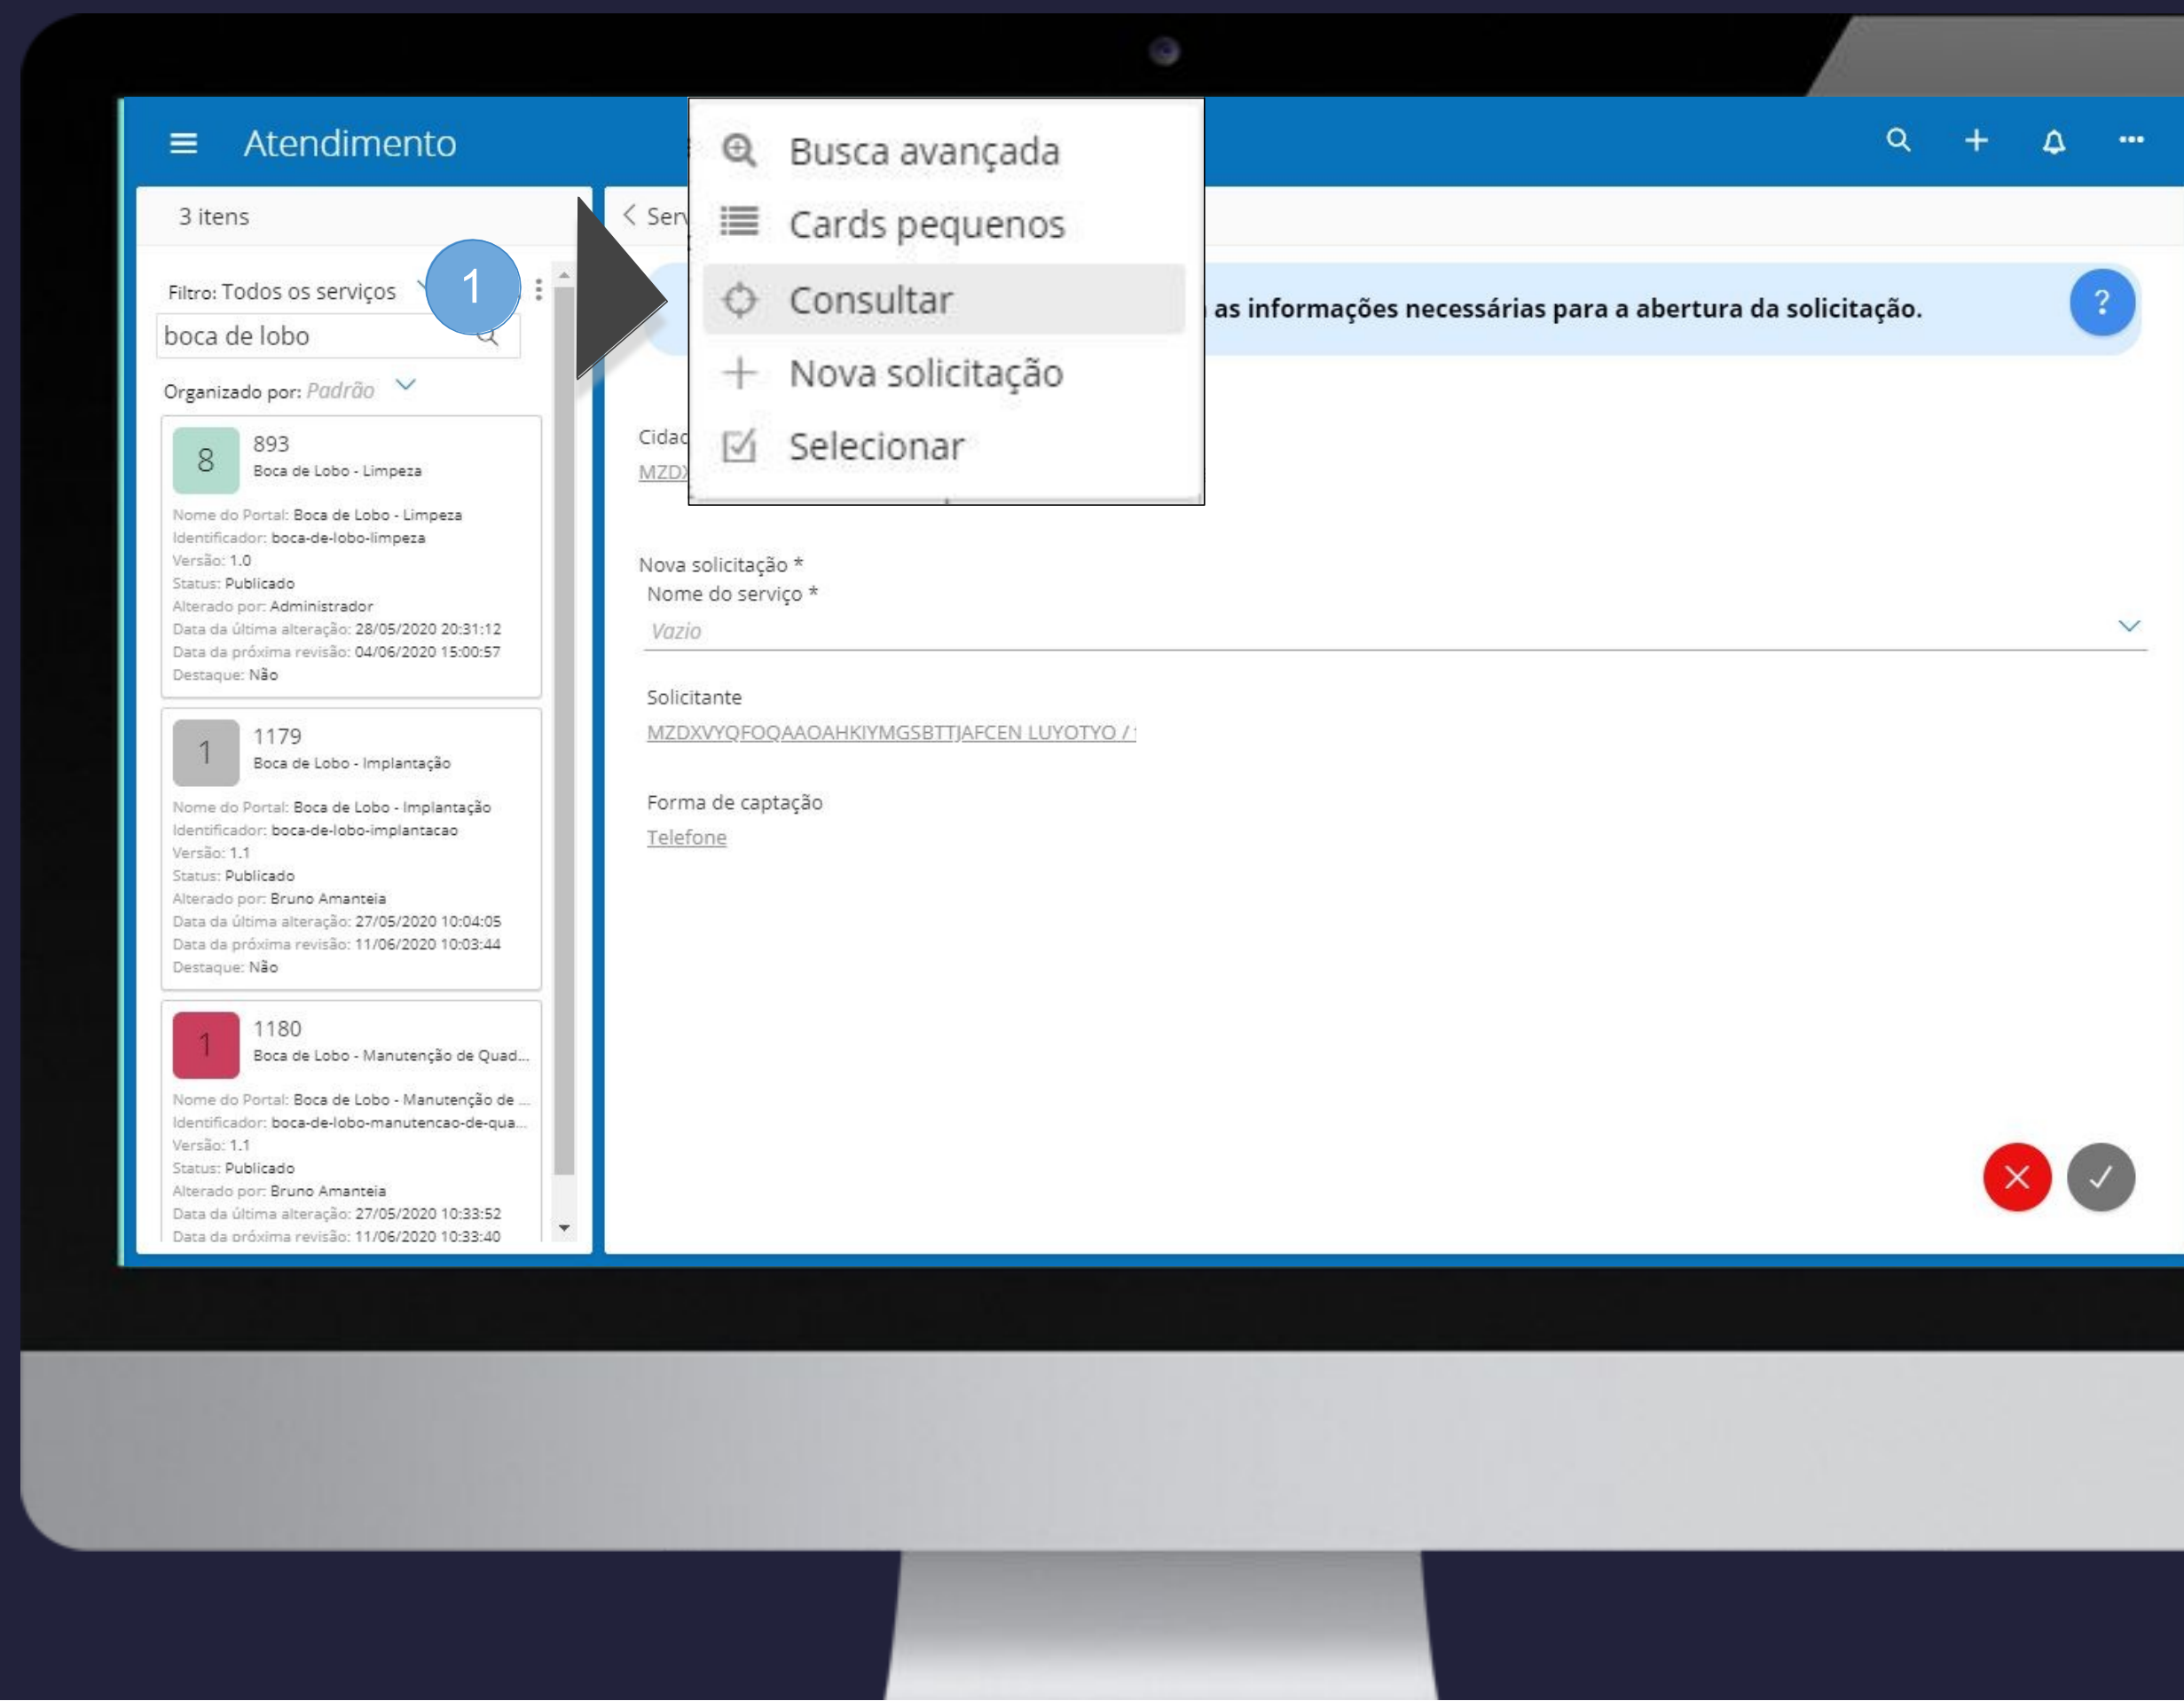 Atendimento
3 itens
Filtro: Todos os serviços
1
boca de lobo
Organizado por: Padrão
8
893
Boca de Lobo - Limpeza
Nome do Portal: Boca de Lobo - Limpeza
Identificador: boca-de-lobo-limpeza
Versão: 1.0
Status: Publicado
Alterado por: Administrador
Data da última alteração: 28/05/2020 20:31:12
Data da próxima revisão: 04/06/2020 15:00:57
Destaque: Não
1
1179
Boca de Lobo - Implantação
Nome do Portal: Boca de Lobo - Implantação
Identificador: boca-de-lobo-implantacao
Versão: 1.1
Status: Publicado
Alterado por: Bruno Amanteia
Data da última alteração: 27/05/2020 10:04:05
Data da próxima revisão: 11/06/2020 10:03:44
Destaque: Não
1
1180
Boca de Lobo - Manutenção de Quad...
Nome do Portal: Boca de Lobo - Manutenção de ...
Identificador: boca-de-lobo-manutencao-de-qua...
Versão: 1.1
Status: Publicado
Alterado por: Bruno Amanteia
Data da última alteração: 27/05/2020 10:33:52
Data da próxima revisão: 11/06/2020 10:33:40
Busca avançada
Cards pequenos
Consultar
Nova solicitação
Selecionar
< Serv
as informações necessárias para a abertura da solicitação.
?
Cidad
MZDX
Nova solicitação *
Nome do serviço *
Vazio
Solicitante
MZDXVYQFOQAAOAHKIYMGSBTTJAFCEN LUYOTYO /
Forma de captação
Telefone